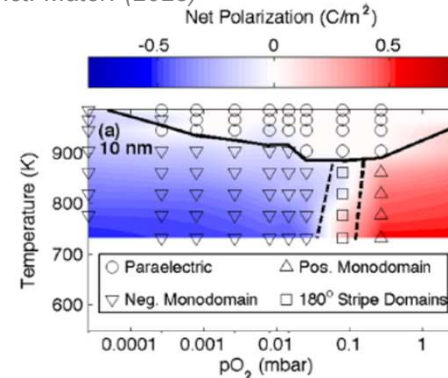 Net Polarization (C/m²)
-0.5 0 0.5
(a)
10 nm
900
800
700
600
Temperature (K)
Paraelectric
Pos. Monodomain
Neg. Monodomain
180° Stripe Domains
0.0001 0.001 0.01 0.1 1
pO₂ (mbar)